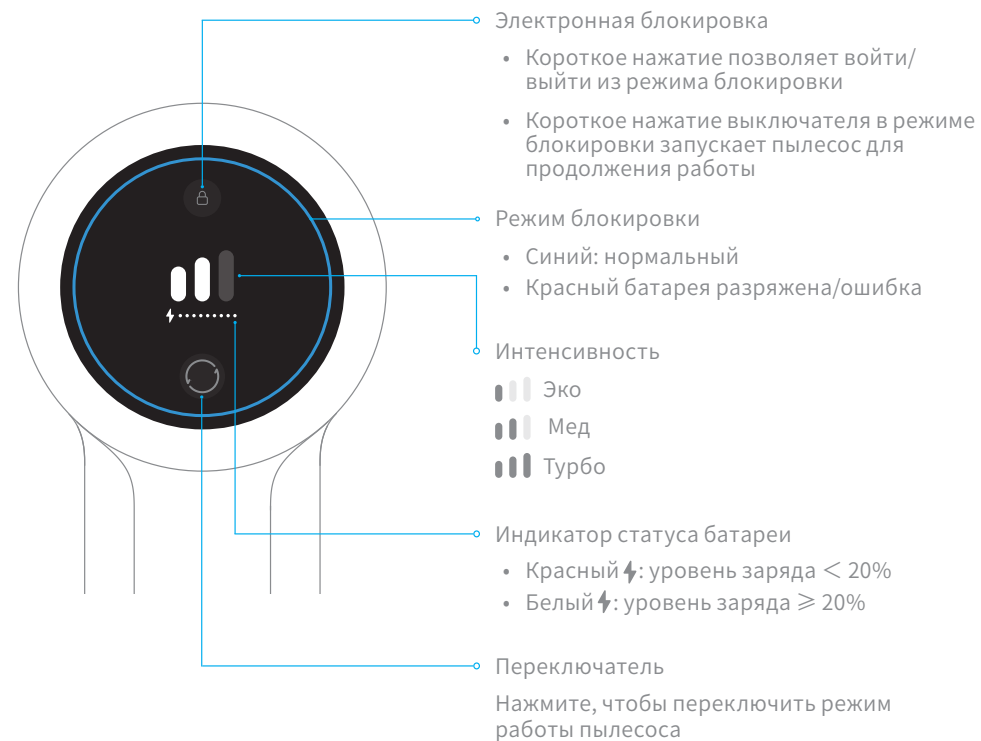 Электронная блокировка
• Короткое нажатие позволяет войти/
выйти из режима блокировки
• Короткое нажатие выключателя в режиме
блокировки запускает пылесос для
продолжения работы
Режим блокировки
• Синий: нормальный
• Красный батарея разряжена/ошибка
Интенсивность
Эко
Мед
Турбо
Индикатор статуса батареи
• Красный: уровень заряда < 20%
• Белый: уровень заряда ⩾ 20%
Переключатель
Нажмите, чтобы переключить режим
работы пылесоса